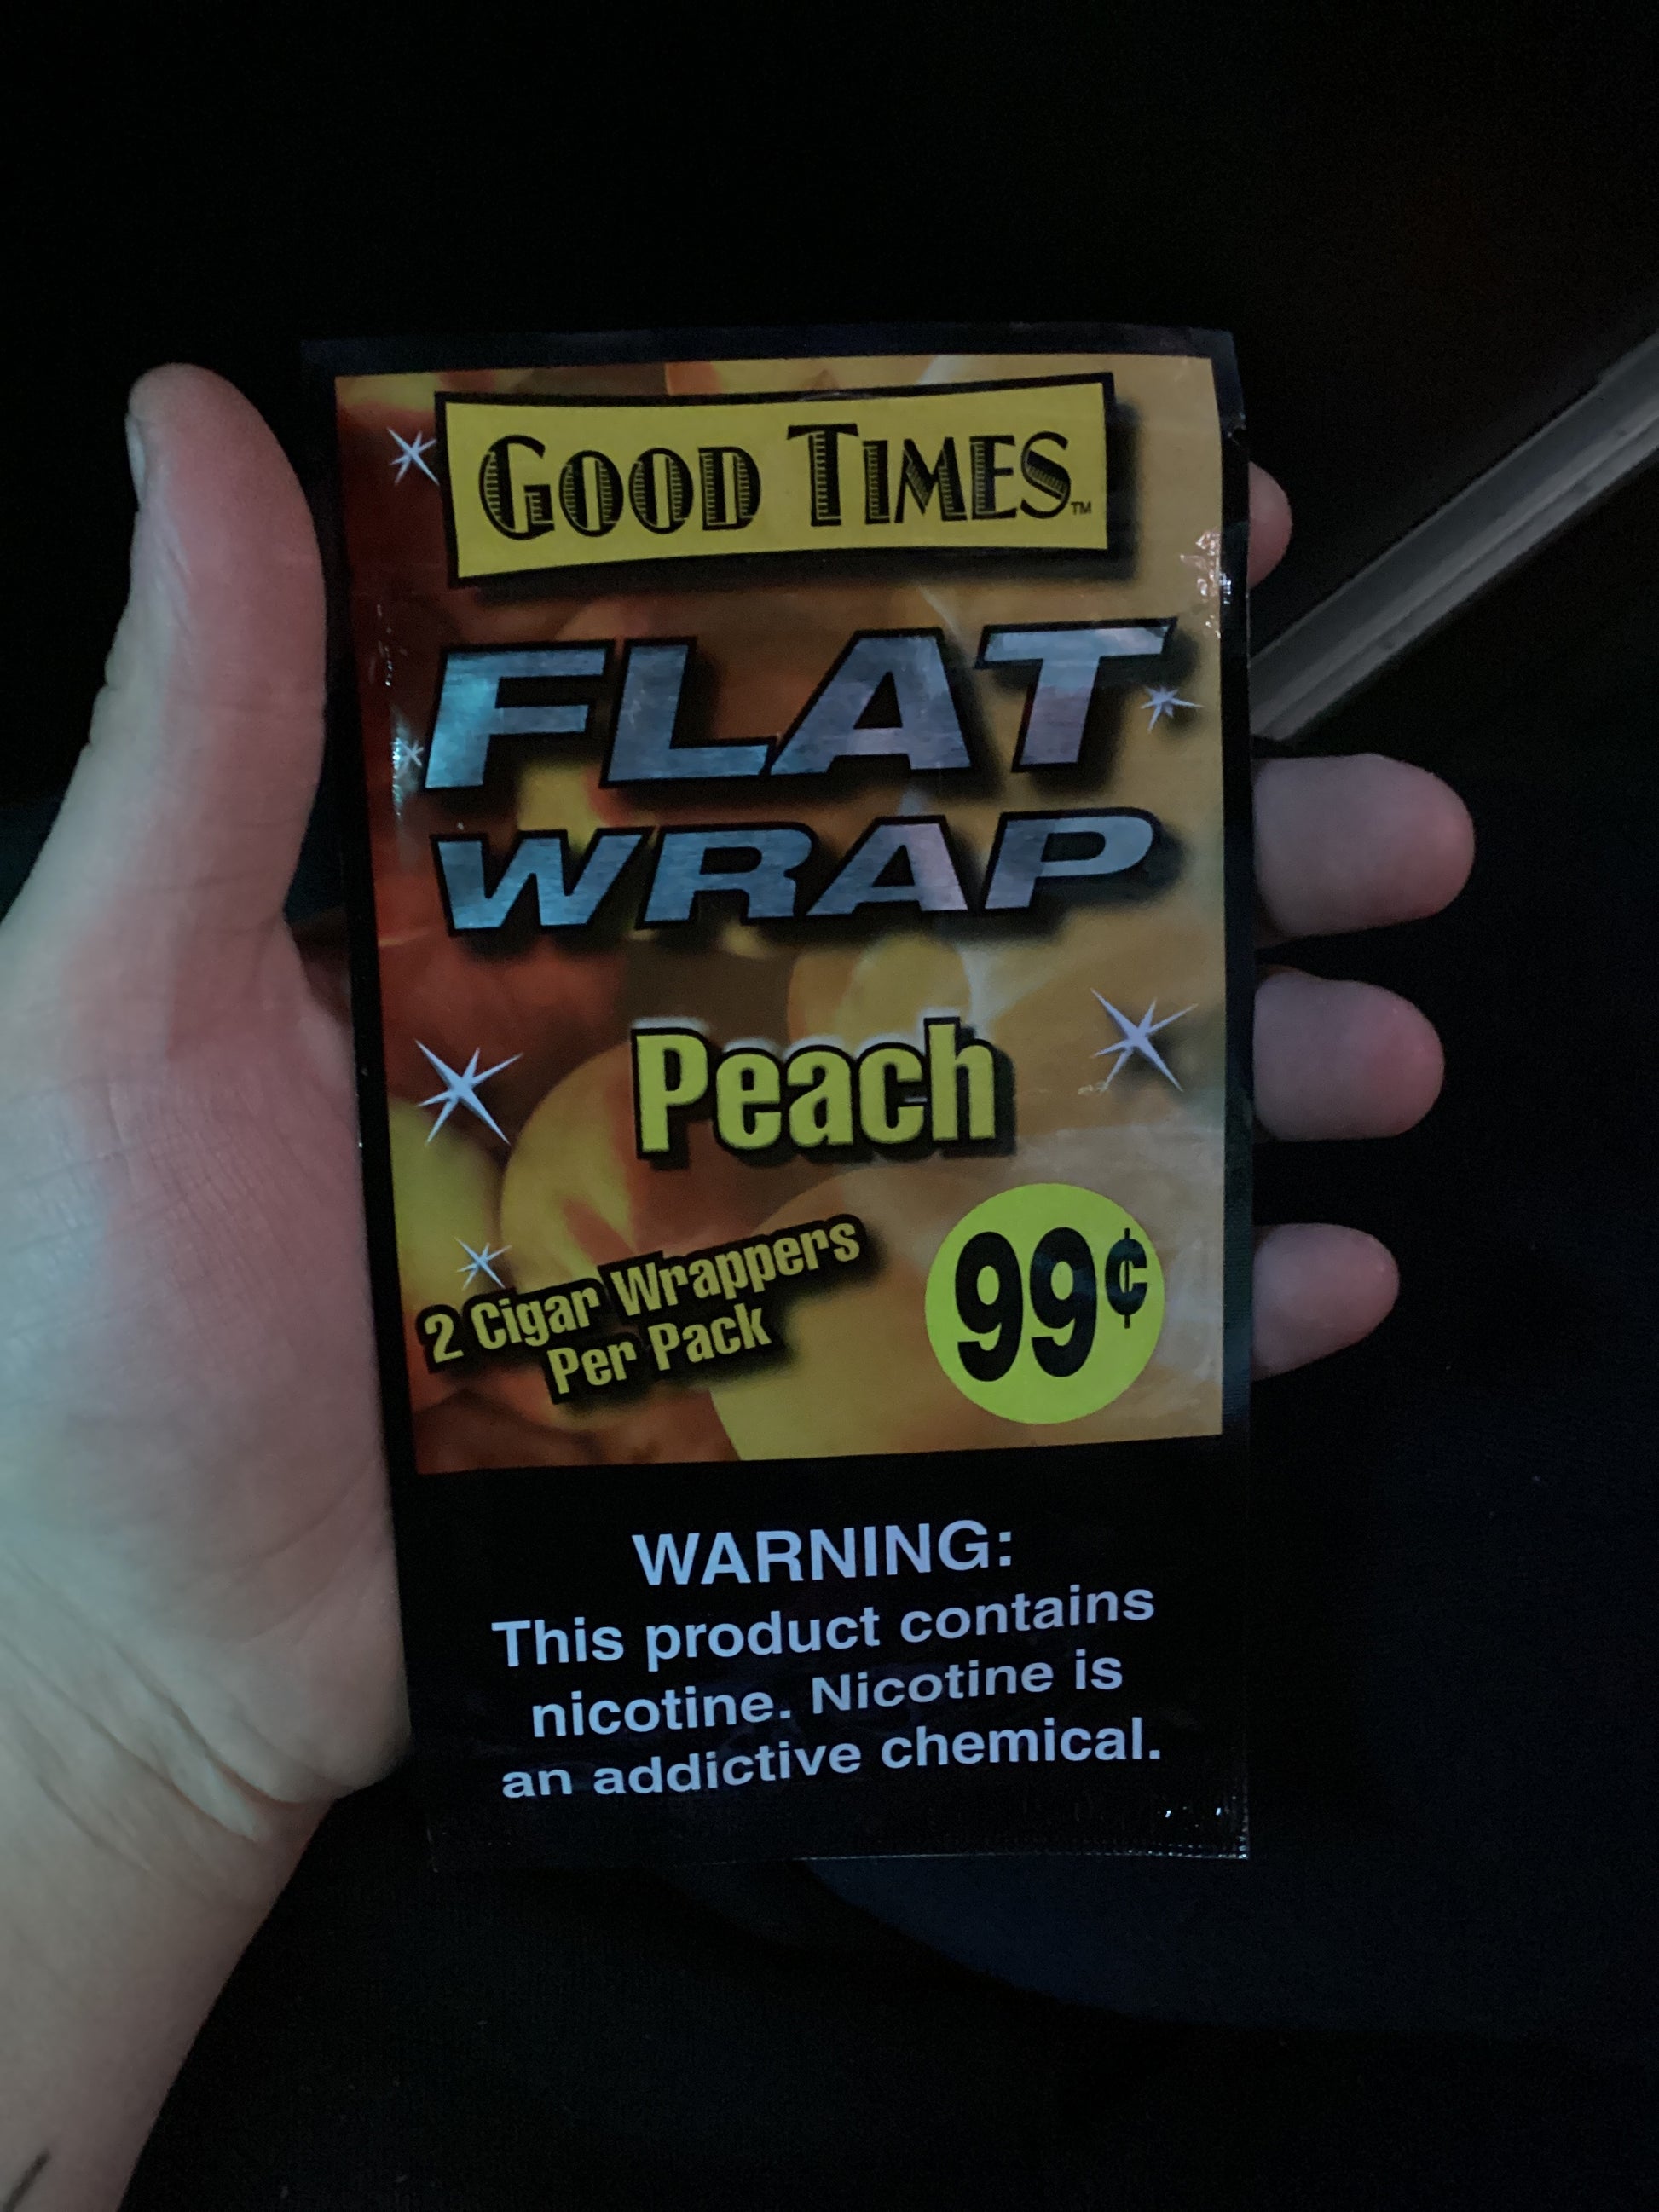 GOOD TIMES™
FLAT
WRAP
Peach
2 Cigar Wrappers
Per Pack
99¢
WARNING:
This product contains
nicotine. Nicotine is
an addictive chemical.